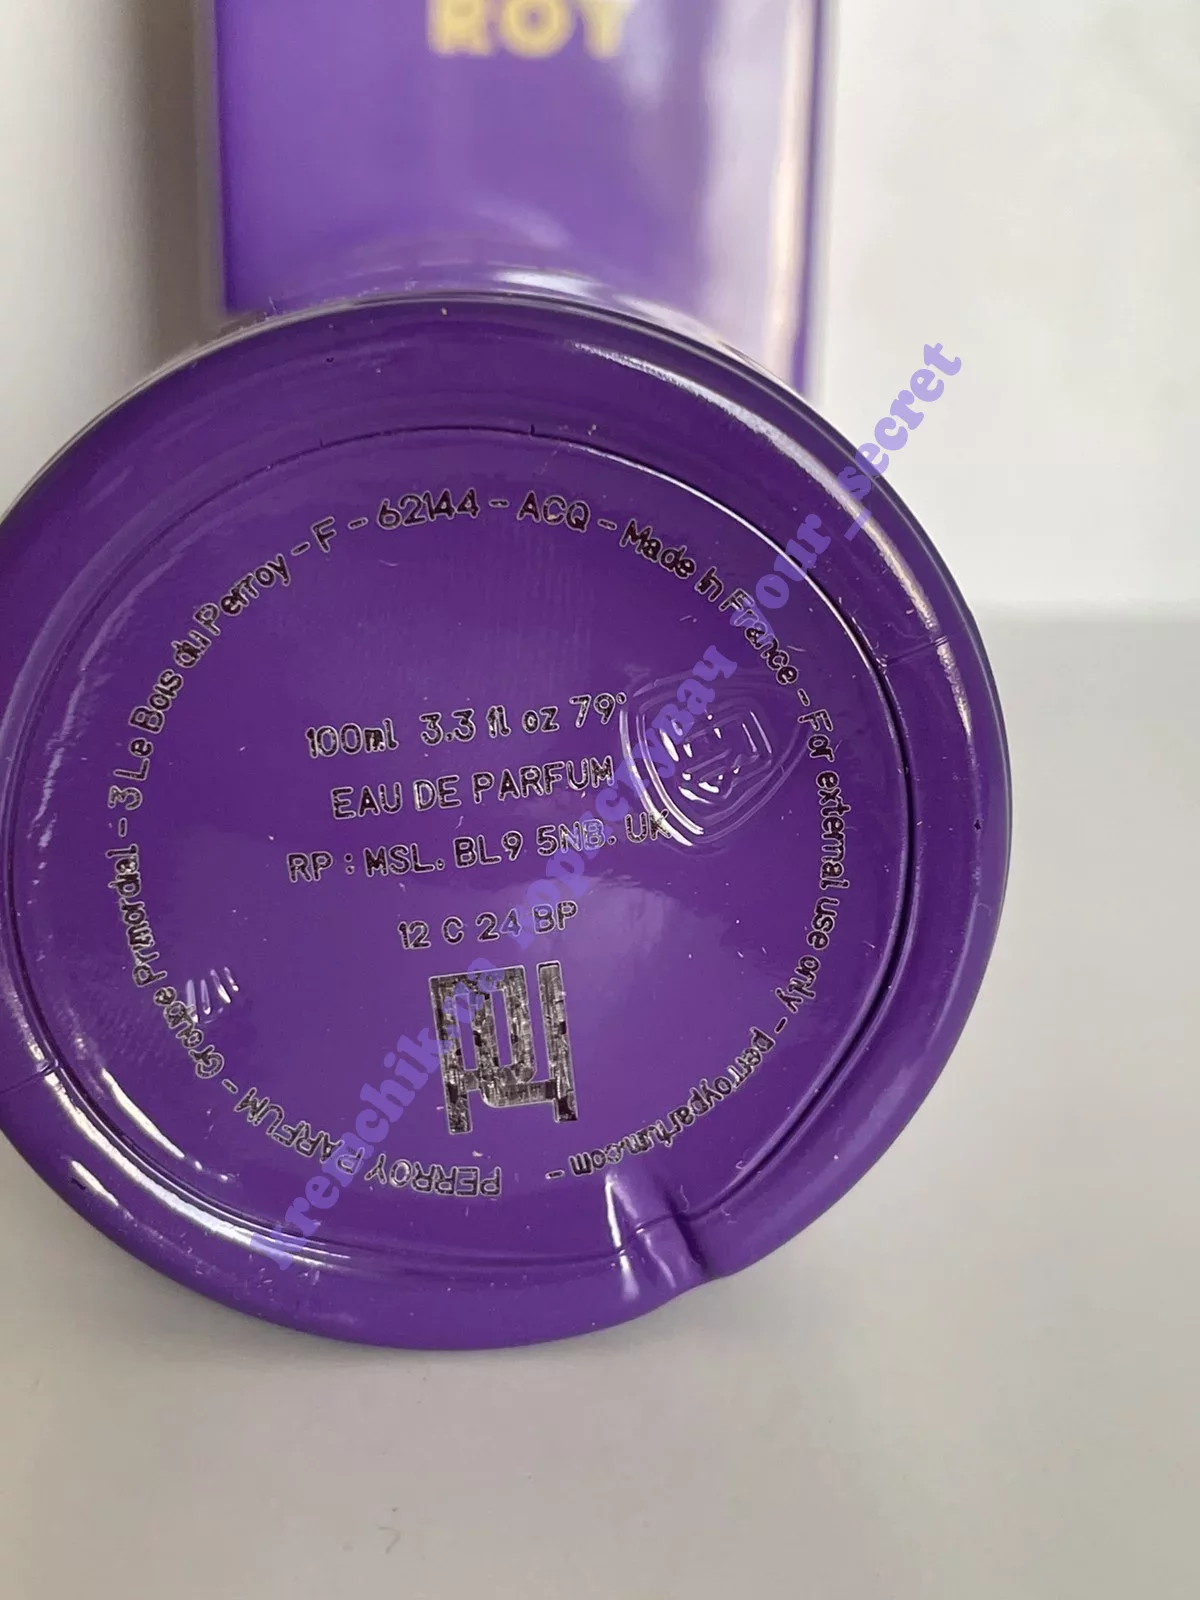 ROY
PERROY PARFUM - Groupe Primordial - 3 Le Bois du Perroy - F - 62144 - ACQ - Made In France - For external use only - perroyparfum.com -
100ml 3.3 fl oz 79°
EAU DE PARFUM
RP : MSL. BL9 5NB. UK
12 C 24 BP
your_secret